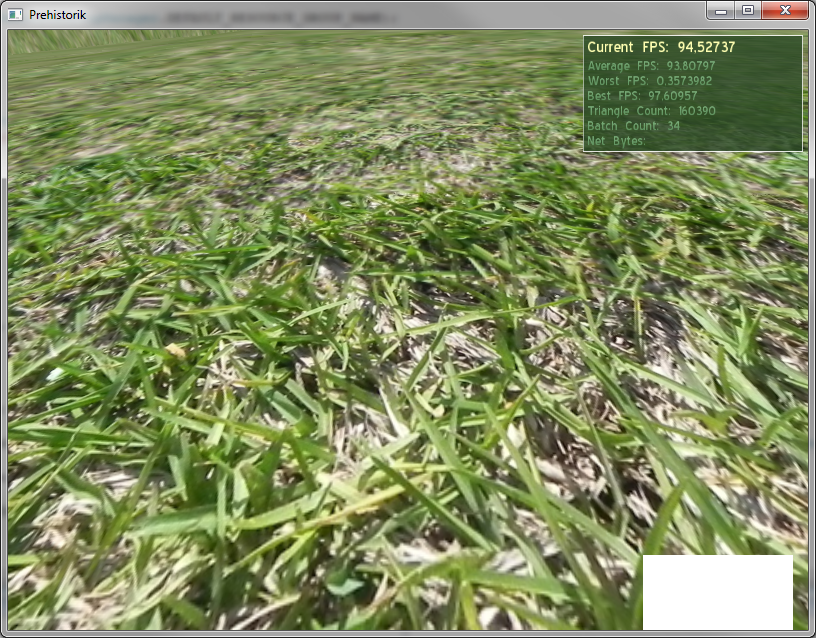 Prehistorik
Current FPS: 94.52737
Average FPS: 93.80797
Worst FPS: 0.3573982
Best FPS: 97.60957
Triangle Count: 160390
Batch Count: 34
Net Bytes: